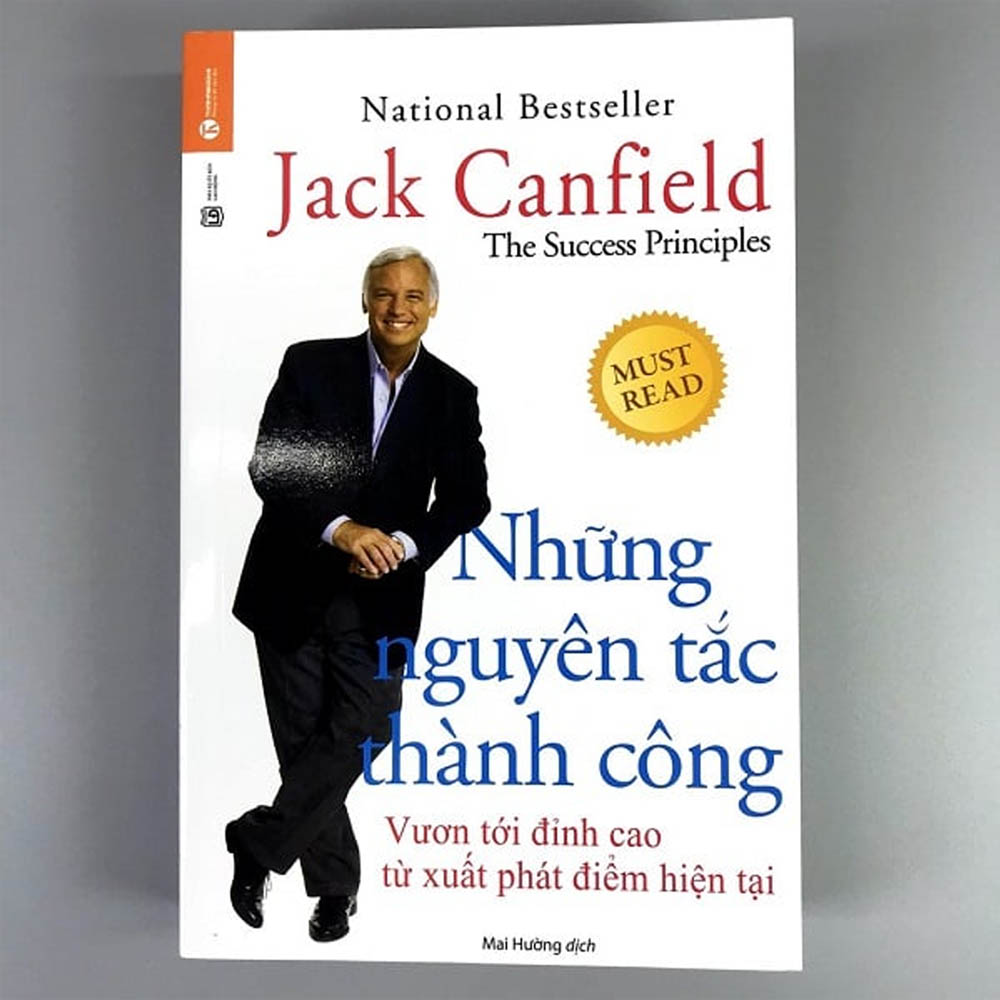 National Bestseller
Jack Canfield
The Success Principles
MUST
READ
Những
nguyên tắc
thành công
Vươn tới đỉnh cao
từ xuất phát điểm hiện tại
Mai Hường dịch